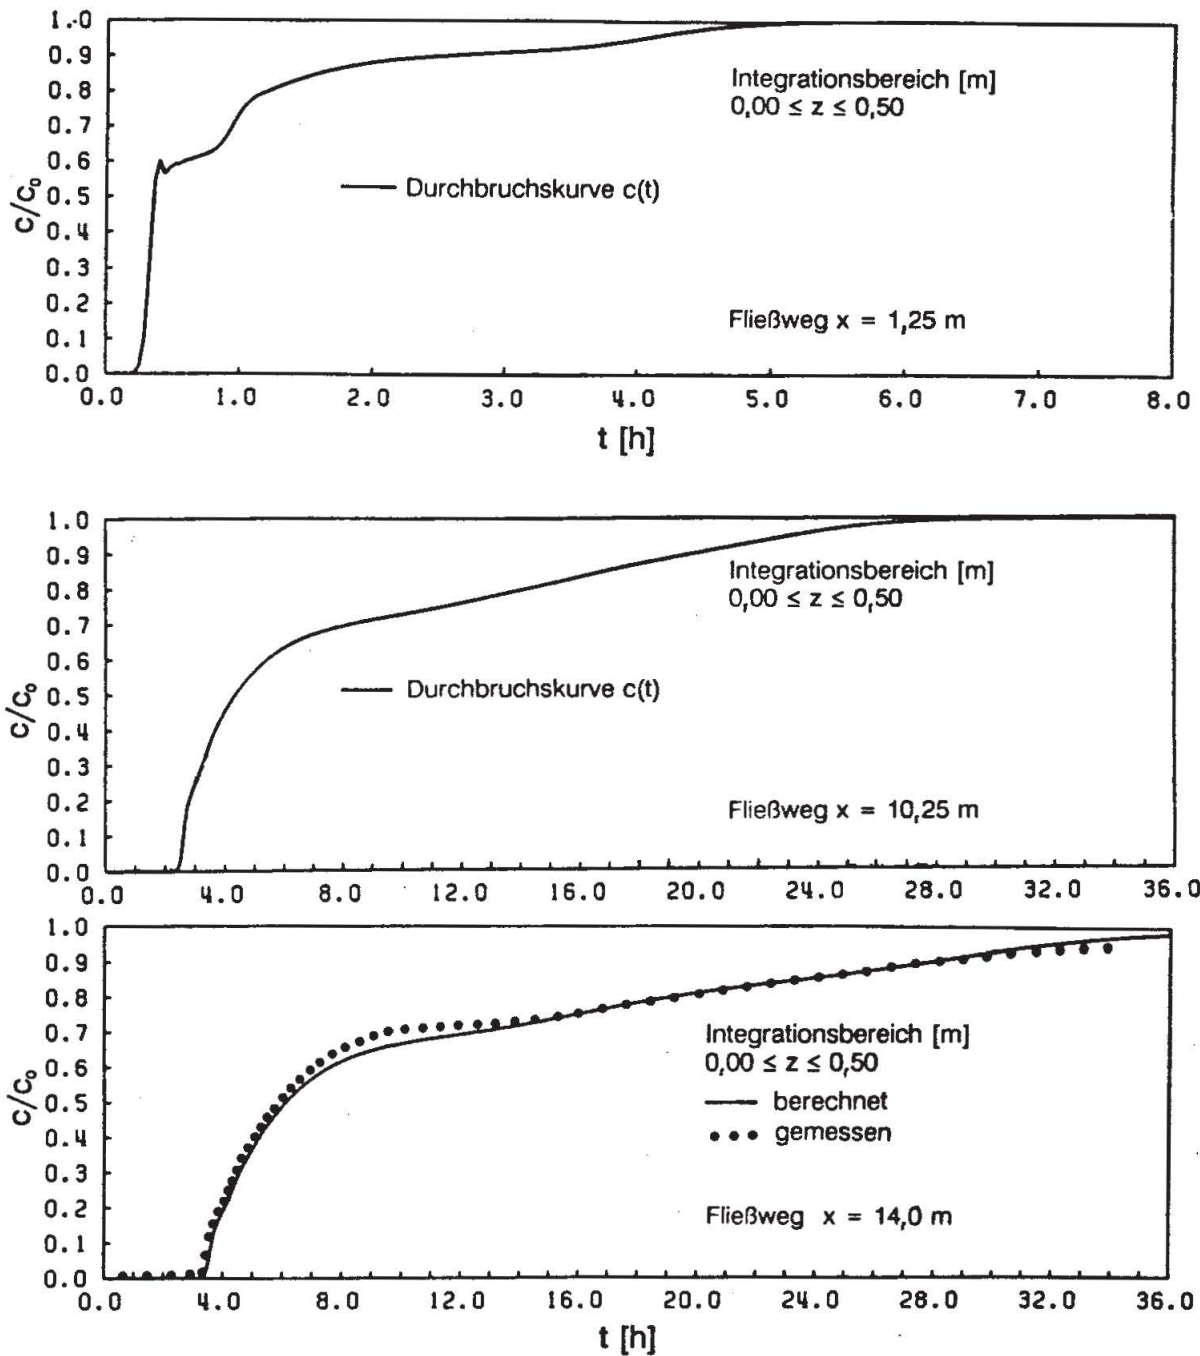 1.0
0.9
0.8
0.7
0.6
0.5
0.4
0.3
0.2
0.1
0.0
c/c₀
Integrationsbereich [m]
0,00 ≤ z ≤ 0,50
Durchbruchskurve c(t)
Fließweg x = 1,25 m
0.0 1.0 2.0 3.0 4.0 5.0 6.0 7.0 8.0
t [h]
1.0
0.9
0.8
0.7
0.6
0.5
0.4
0.3
0.2
0.1
0.0
c/c₀
Integrationsbereich [m]
0,00 ≤ z ≤ 0,50
Durchbruchskurve c(t)
Fließweg x = 10,25 m
0.0 4.0 8.0 12.0 16.0 20.0 24.0 28.0 32.0 36.0
1.0
0.9
0.8
0.7
0.6
0.5
0.4
0.3
0.2
0.1
0.0
c/c₀
Integrationsbereich [m]
0,00 ≤ z ≤ 0,50
berechnet
gemessen
Fließweg x = 14,0 m
0.0 4.0 8.0 12.0 16.0 20.0 24.0 28.0 32.0 36.0
t [h]